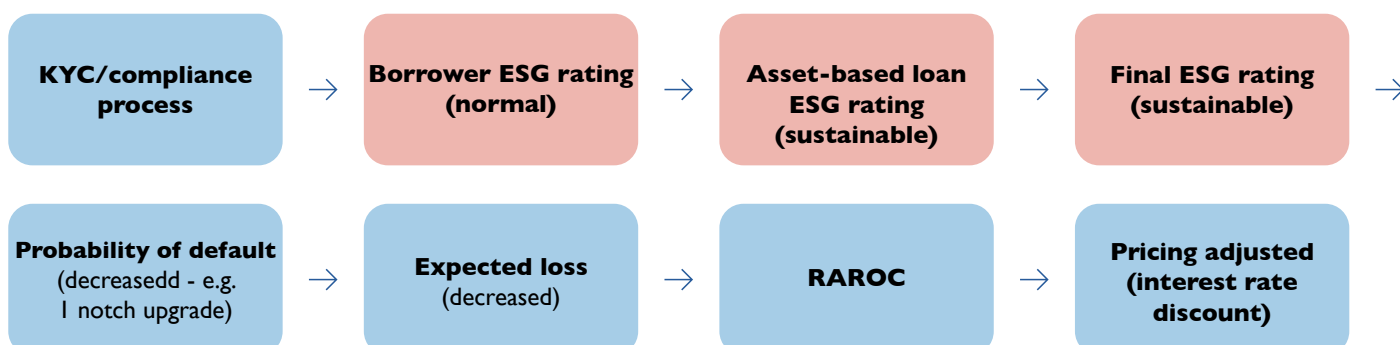 KYC/compliance
process
Borrower ESG rating
(normal)
Asset-based loan
ESG rating
(sustainable)
Final ESG rating
(sustainable)
Probability of default
(decreasedd - e.g.
1 notch upgrade)
Expected loss
(decreased)
RAROC
Pricing adjusted
(interest rate
discount)